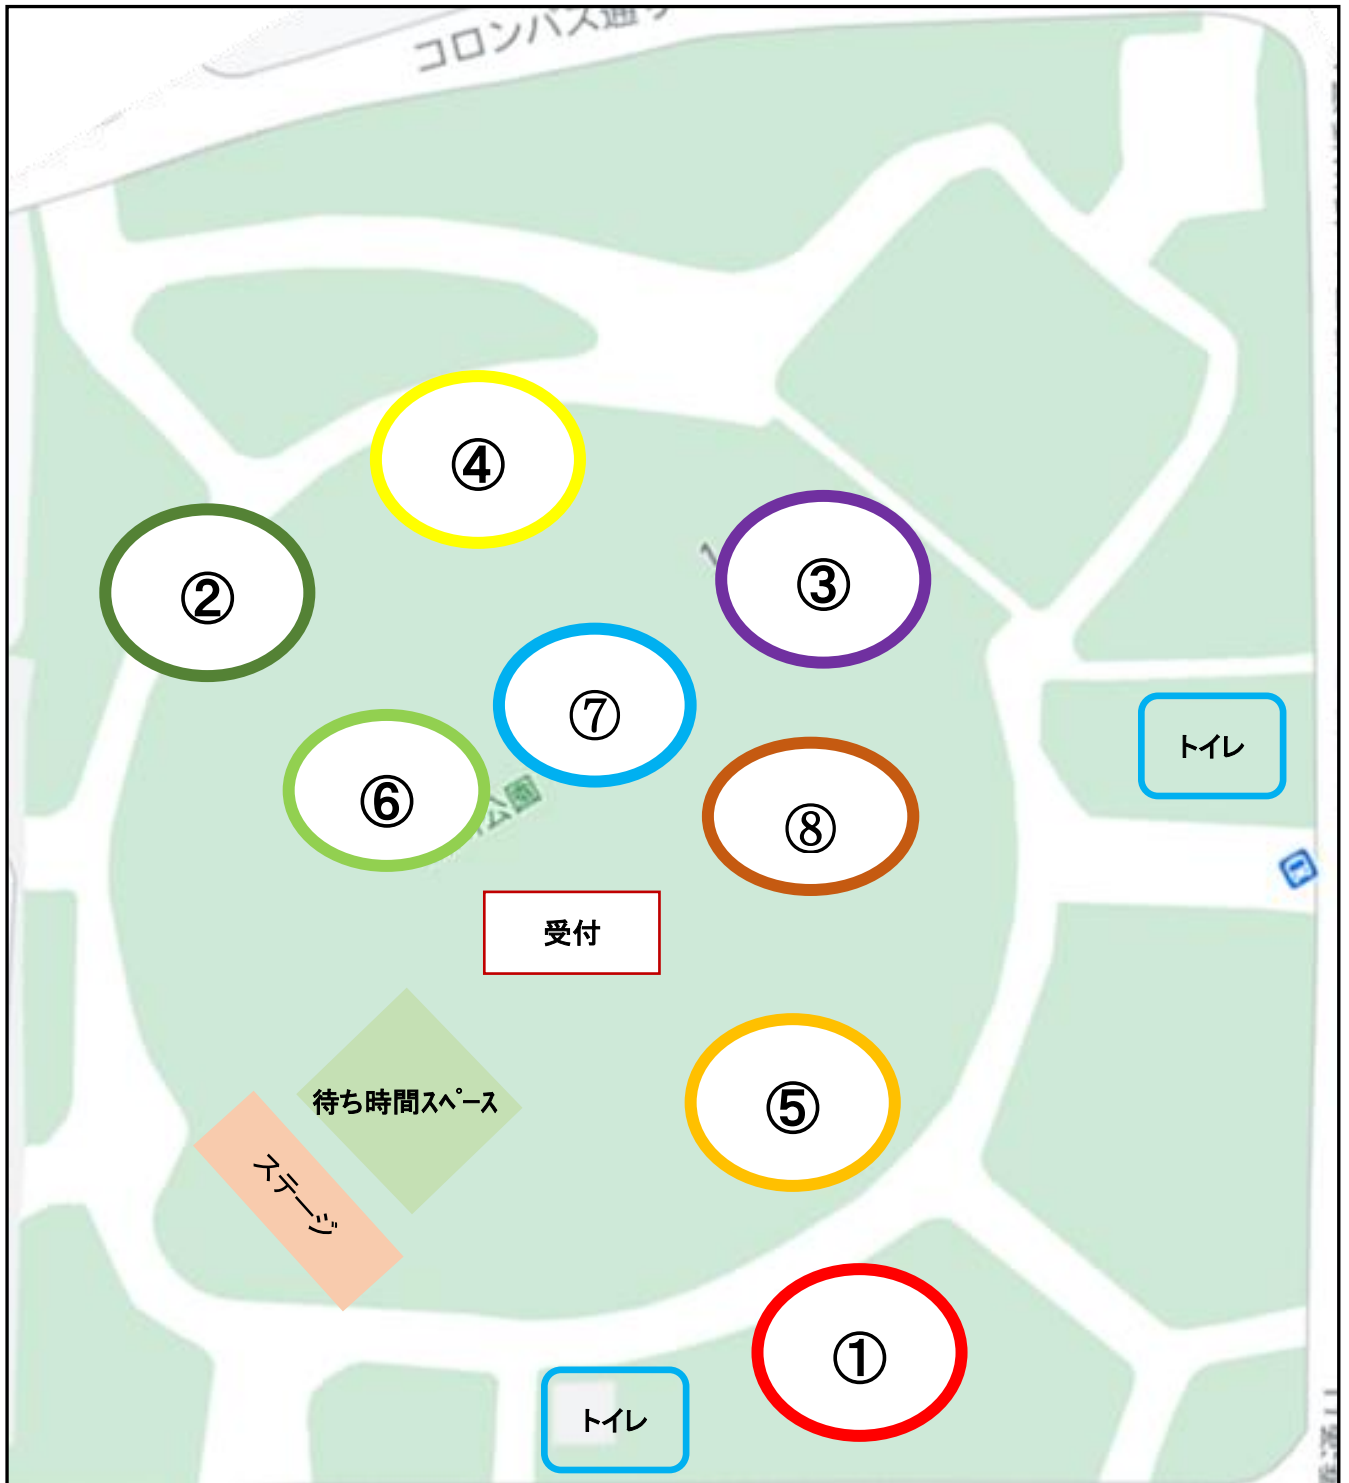 コロンバス通り
④
②
③
⑦
トイレ
⑥
公園
⑧
受付
待ち時間スペース
⑤
ステージ
①
トイレ